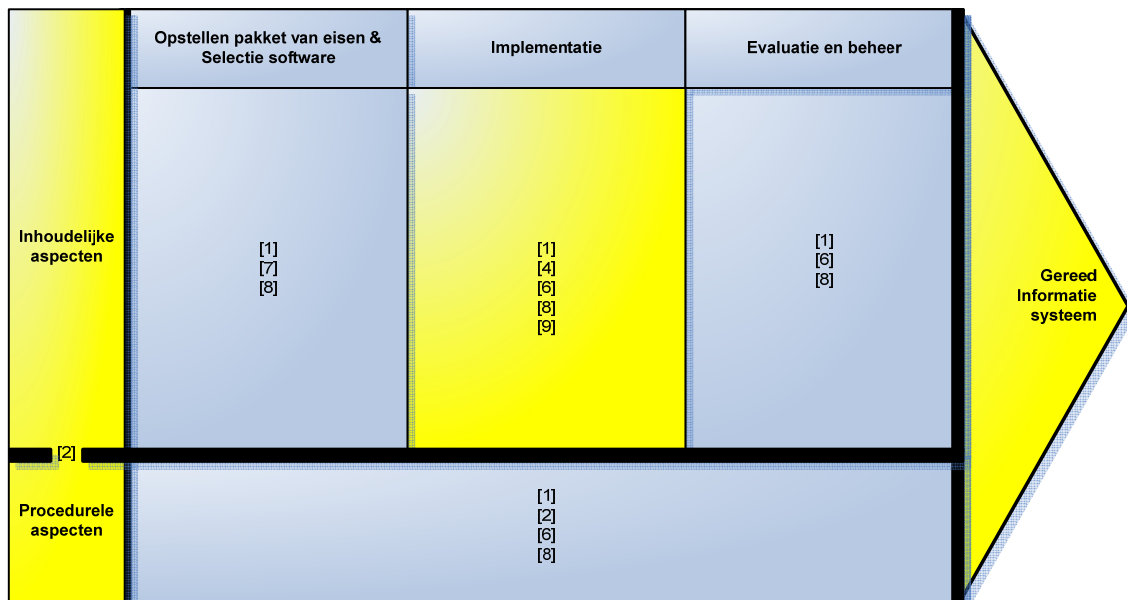 Opstellen pakket van eisen &
Selectie software
Implementatie
Evaluatie en beheer
Inhoudelijke
aspecten
[1]
[7]
[8]
[1]
[4]
[6]
[8]
[9]
[1]
[6]
[8]
Gereed
Informatie
systeem
[2]
Procedurele
aspecten
[1]
[2]
[6]
[8]